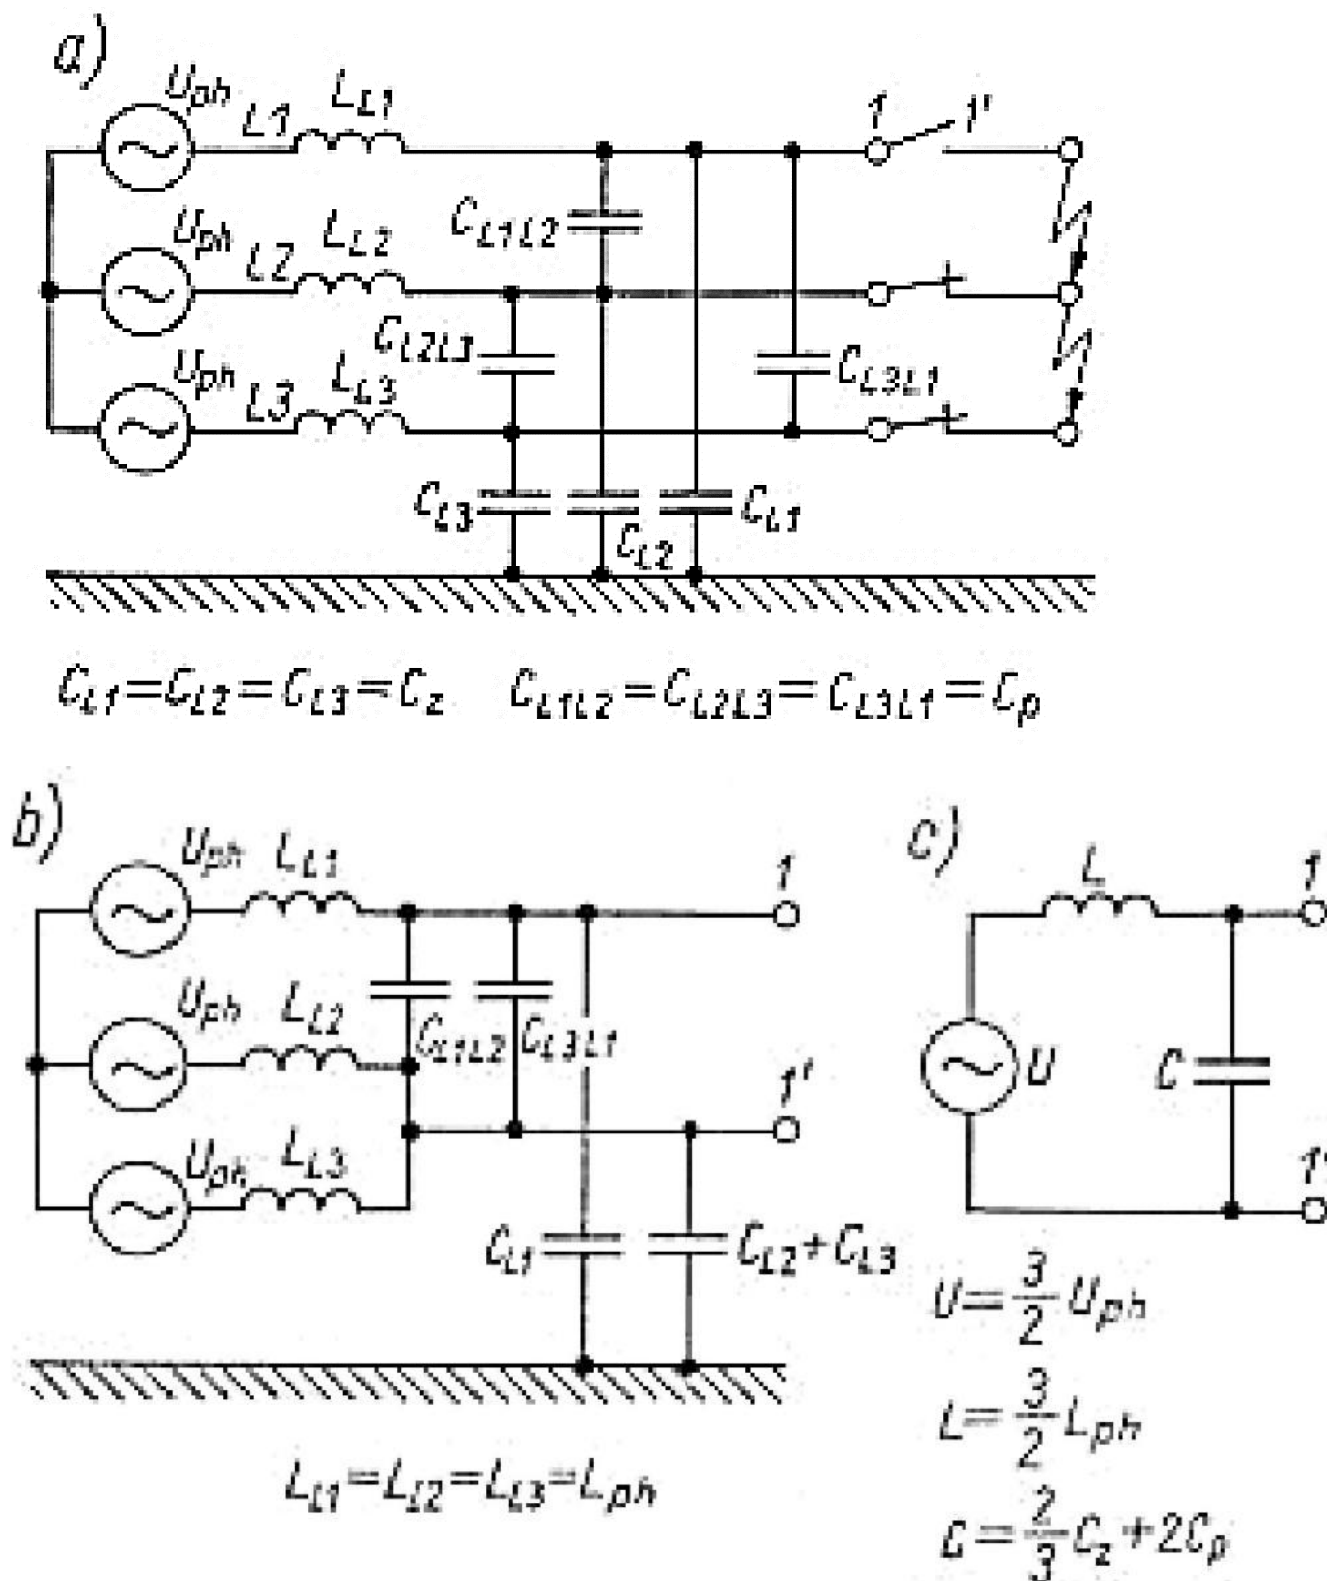 a)
U_ph L1 L_L1 1 1'
C_L1L2
U_ph L2 L_L2
C_L2L3 C_L3L1
U_ph L3 L_L3
C_L3 C_L2 C_L1
C_L1=C_L2=C_L3=C_z C_L1L2=C_L2L3=C_L3L1=C_p
b)
U_ph L_L1 1
C_L1L2 C_L3L1
U_ph L_L2
1'
U_ph L_L3
C_L1 C_L2+C_L3
L_L1=L_L2=L_L3=L_ph
c)
L 1
U C
1'
U=3/2 U_ph
L=3/2 L_ph
C=2/3 C_z+2C_p